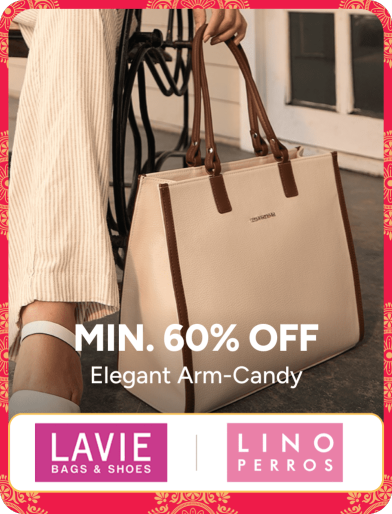 MIN. 60% OFF
Elegant Arm-Candy
LAVIE
BAGS & SHOES
LINO
PERROS